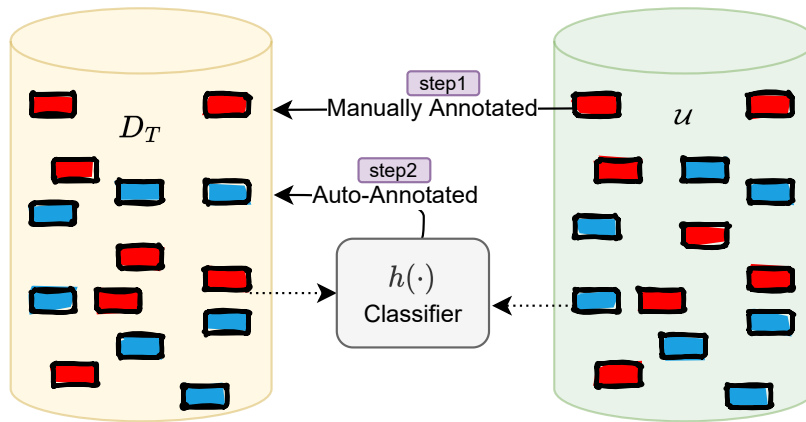 step1
Manually Annotated
D_T
𝒰
step2
Auto-Annotated
h(·)
Classifier